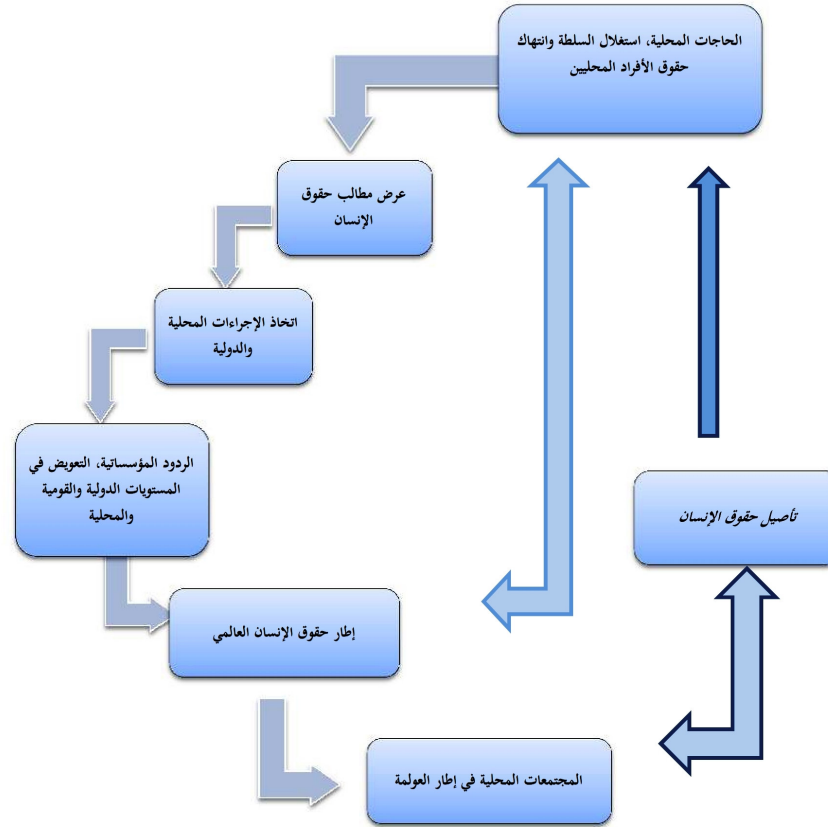 الحاجات المحلية، استغلال السلطة وانتهاك
حقوق الأفراد المحليين
عرض مطالب حقوق
الإنسان
اتخاذ الإجراءات المحلية
والدولية
الردود المؤسساتية، التعويض في
المستويات الدولية والقومية
والمحلية
تأصيل حقوق الإنسان
إطار حقوق الإنسان العالمي
المجتمعات المحلية في إطار العولمة